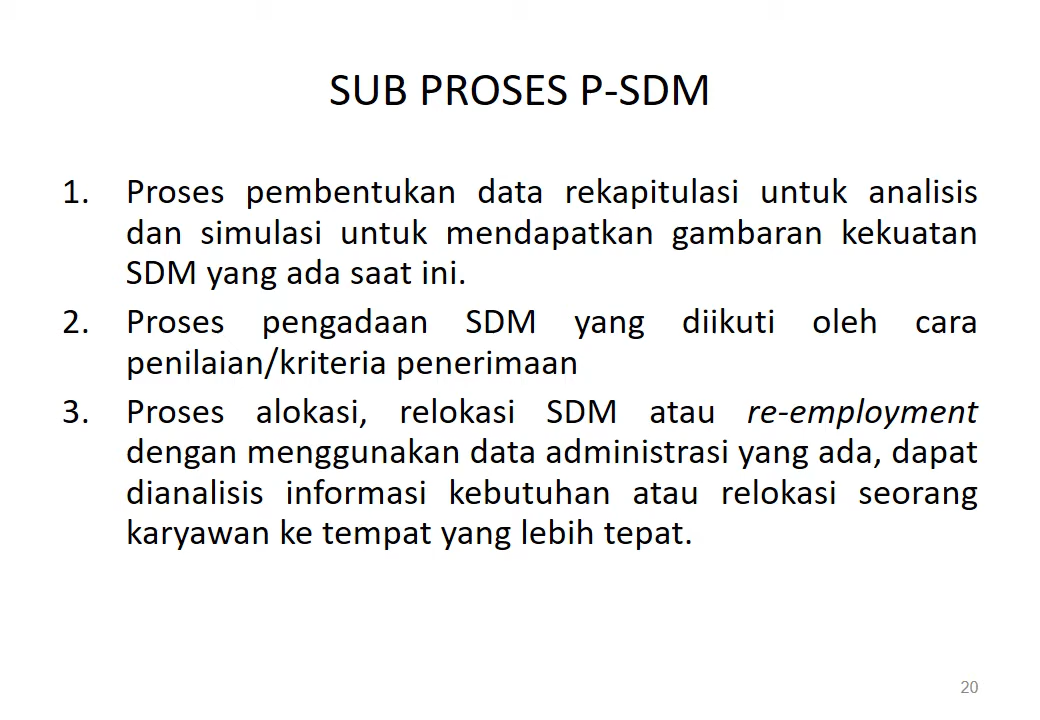 SUB PROSES P-SDM
1. Proses pembentukan data rekapitulasi untuk analisis
dan simulasi untuk mendapatkan gambaran kekuatan
SDM yang ada saat ini.
2. Proses pengadaan SDM yang diikuti oleh cara
penilaian/kriteria penerimaan
3. Proses alokasi, relokasi SDM atau re-employment
dengan menggunakan data administrasi yang ada, dapat
dianalisis informasi kebutuhan atau relokasi seorang
karyawan ke tempat yang lebih tepat.
20